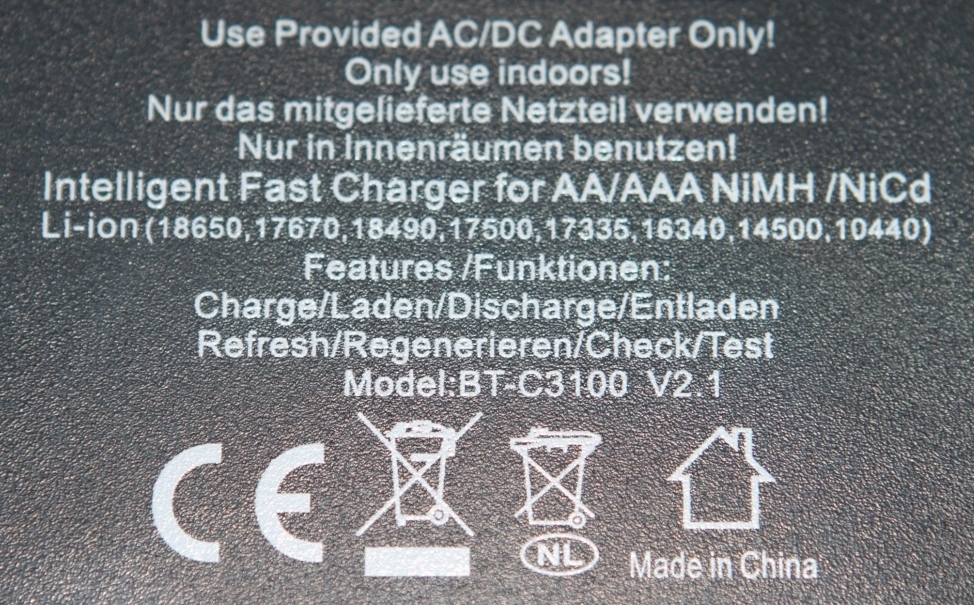 Use Provided AC/DC Adapter Only!
Only use indoors!
Nur das mitgelieferte Netzteil verwenden!
Nur in Innenräumen benutzen!
Intelligent Fast Charger for AA/AAA NiMH /NiCd
Li-ion(18650,17670,18490,17500,17335,16340,14500,10440)
Features /Funktionen:
Charge/Laden/Discharge/Entladen
Refresh/Regenerieren/Check/Test
Model:BT-C3100 V2.1
CE
NL
Made in China